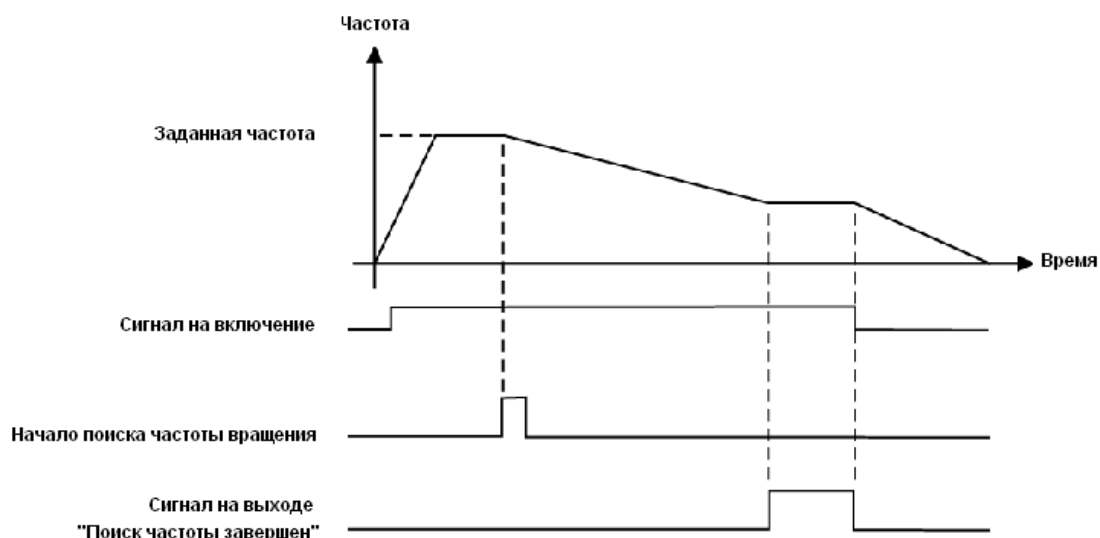 Частота
Заданная частота
Время
Сигнал на включение
Начало поиска частоты вращения
Сигнал на выходе
"Поиск частоты завершен"